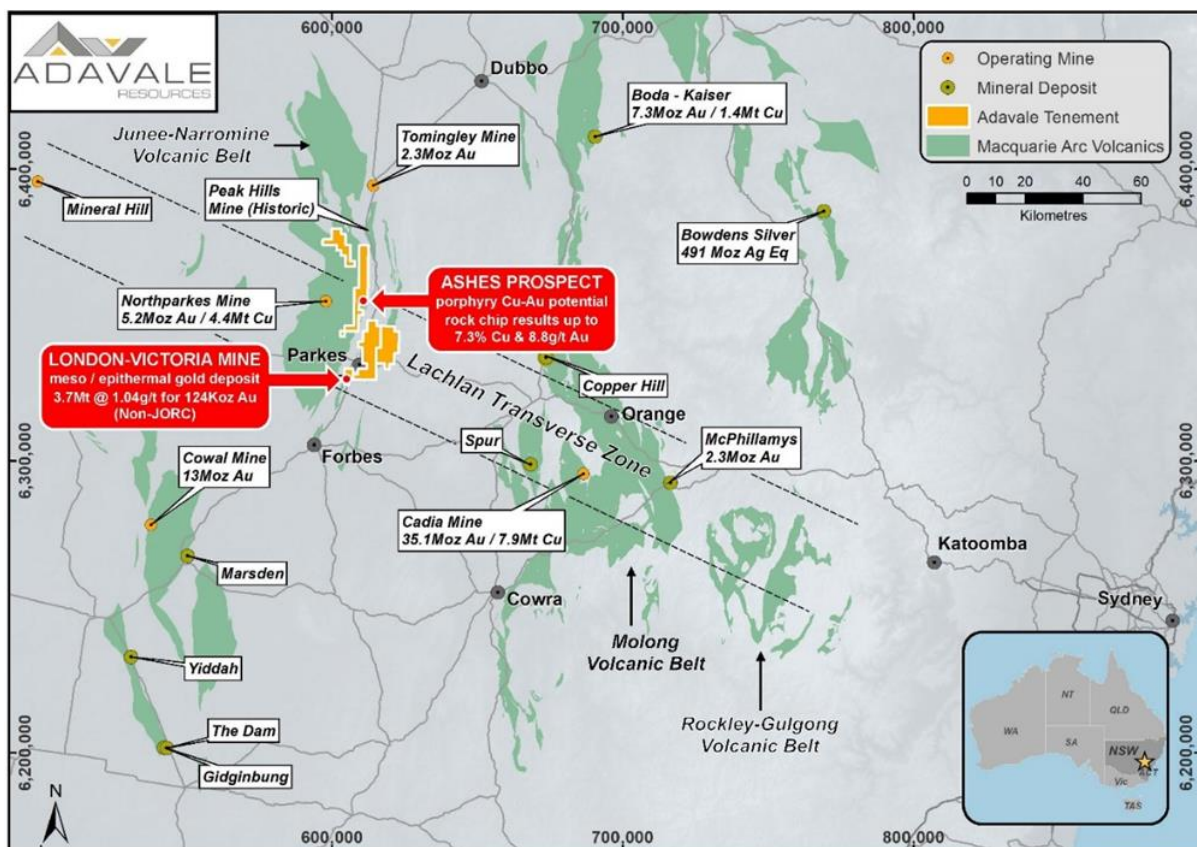 600,000
700,000
800,000
ADAVALE
RESOURCES
Dubbo
Operating Mine
Mineral Deposit
Adavale Tenement
Macquarie Arc Volcanics
0 10 20 30 40 50 60
Kilometres
Boda - Kaiser
7.3Moz Au / 1.4Mt Cu
Junee-Narromine
Volcanic Belt
Tomingley Mine
2.3Moz Au
6,400,000
6,400,000
Mineral Hill
Peak Hills
Mine (Historic)
Bowdens Silver
491 Moz Ag Eq
Northparkes Mine
5.2Moz Au / 4.4Mt Cu
ASHES PROSPECT
porphyry Cu-Au potential
rock chip results up to
7.3% Cu & 8.8g/t Au
LONDON-VICTORIA MINE
meso / epithermal gold deposit
3.7Mt @ 1.04g/t for 124Koz Au
(Non-JORC)
Parkes
Lachlan Transverse Zone
Copper Hill
Orange
Spur
McPhillamys
2.3Moz Au
Forbes
6,300,000
6,300,000
Cowal Mine
13Moz Au
Cadia Mine
35.1Moz Au / 7.9Mt Cu
Marsden
Katoomba
Cowra
Sydney
Molong
Volcanic Belt
Yiddah
Rockley-Gulgong
Volcanic Belt
The Dam
Gidginbung
6,200,000
6,200,000
NT
QLD
WA
SA
NSW
ACT
Vic
TAS
N
600,000
700,000
800,000